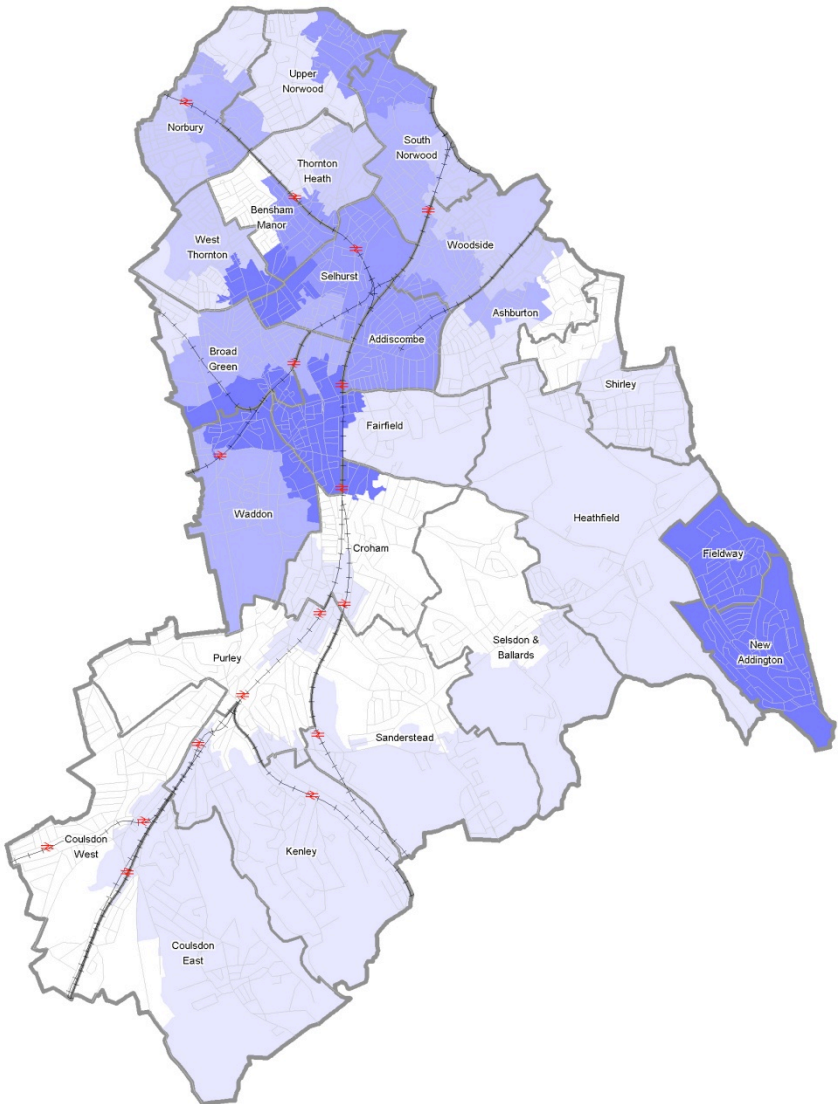 Upper
Norwood
Norbury
South
Norwood
Thornton
Heath
Bensham
Manor
West
Thornton
Woodside
Selhurst
Ashburton
Addiscombe
Broad
Green
Shirley
Fairfield
Waddon
Heathfield
Croham
Fieldway
Selsdon &
Ballards
New
Addington
Purley
Sanderstead
Coulsdon
West
Kenley
Coulsdon
East